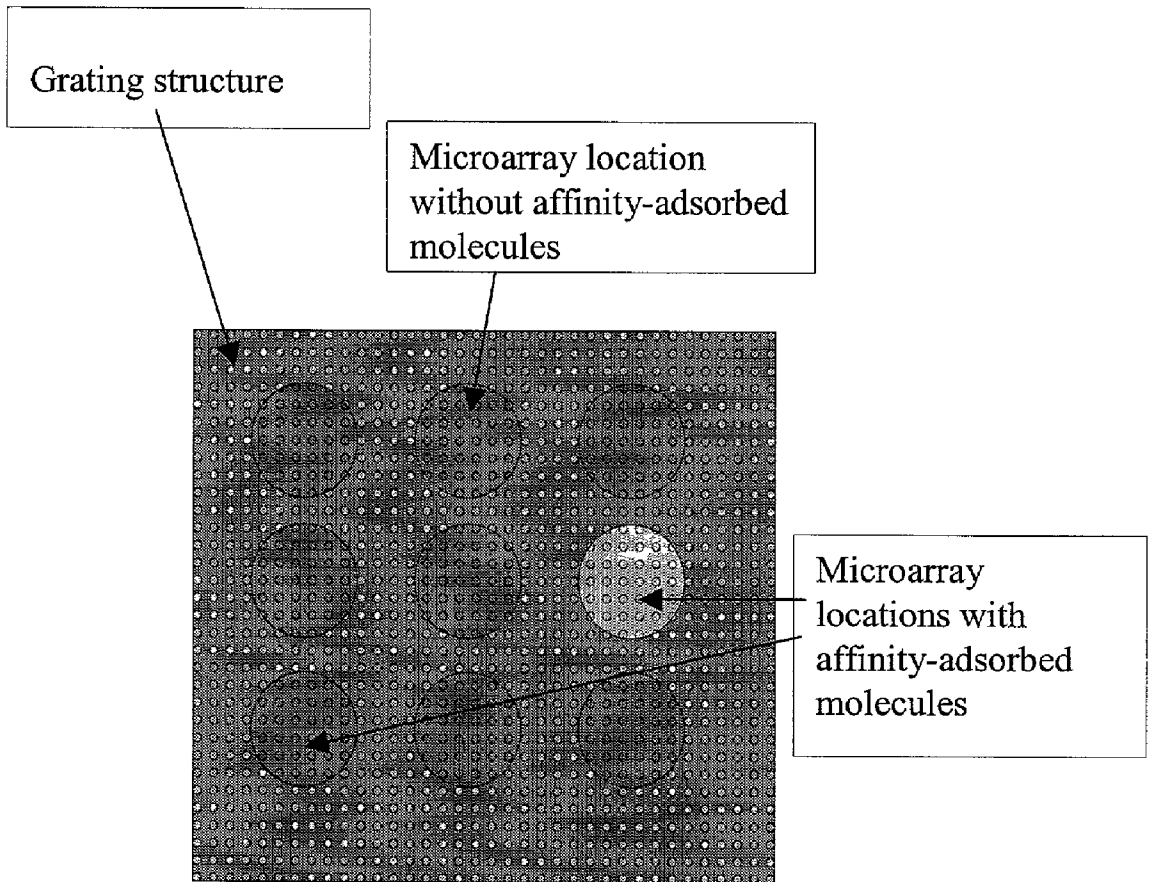 Grating structure
Microarray location
without affinity-adsorbed
molecules
Microarray
locations with
affinity-adsorbed
molecules